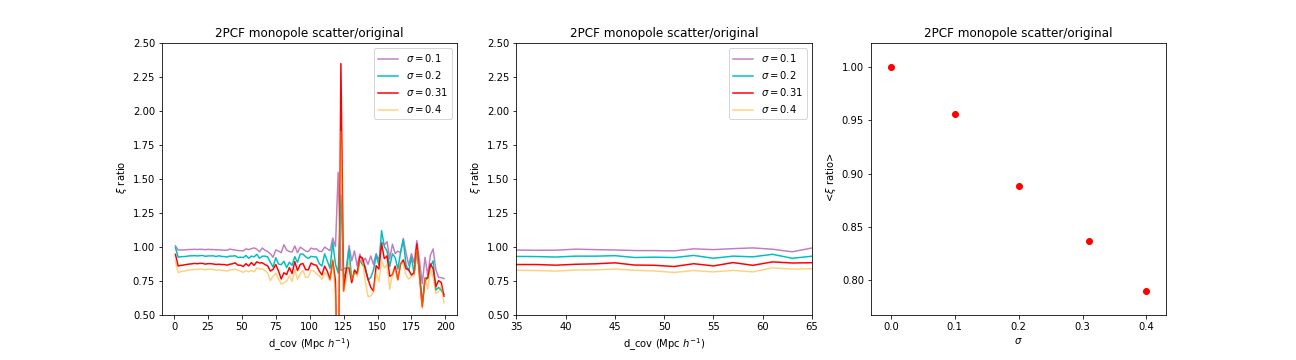 2PCF monopole scatter/original
2.50
2.25
2.00
1.75
1.50
1.25
1.00
0.75
0.50
ξ ratio
σ = 0.1
σ = 0.2
σ = 0.31
σ = 0.4
0 25 50 75 100 125 150 175 200
d_cov (Mpc h⁻¹)
2PCF monopole scatter/original
2.50
2.25
2.00
1.75
1.50
1.25
1.00
0.75
0.50
ξ ratio
σ = 0.1
σ = 0.2
σ = 0.31
σ = 0.4
35 40 45 50 55 60 65
d_cov (Mpc h⁻¹)
2PCF monopole scatter/original
1.00
0.95
0.90
0.85
0.80
<ξ ratio>
0.0 0.1 0.2 0.3 0.4
σ